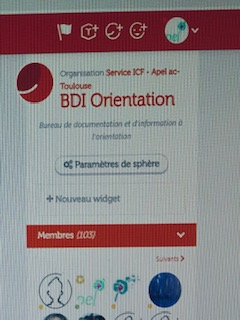 Organisation Service ICF - Apel ac-
Toulouse
BDI Orientation
Bureau de documentation et d'information à
l'orientation
Paramètres de sphère
Nouveau widget
Membres (103)
Suivants >
apel